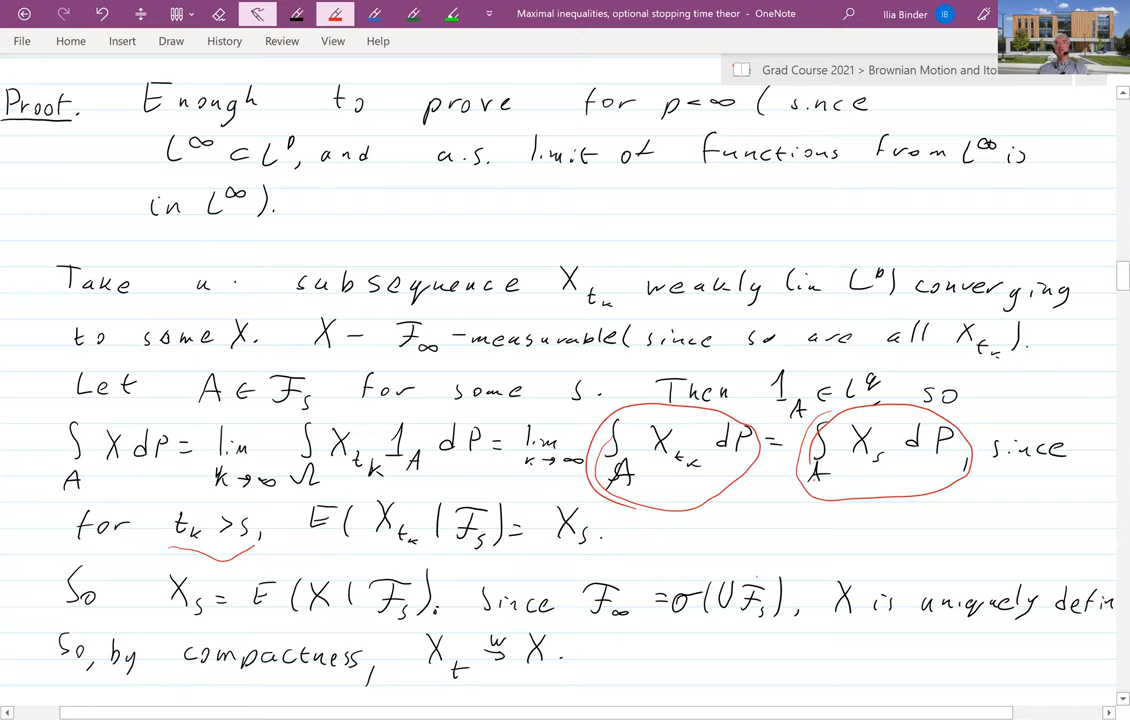 Maximal inequalities, optional stopping time theor - OneNote
Ilia Binder IB
File Home Insert Draw History Review View Help
Grad Course 2021 > Brownian Motion and Ito
Proof. Enough to prove for p<∞ (since
L^∞ ⊂ L^p, and a.s. limit of functions from L^∞ is
in L^∞).
Take a subsequence X_{t_k} weakly (in L^p) converging
to some X. X - F_∞ -measurable (since so are all X_{t_k}).
Let A ∈ F_s for some s. Then 1_A ∈ L^q, so
∫_A X dP = lim_{k→∞} ∫_Ω X_{t_k} 1_A dP = lim_{k→∞} ∫_A X_{t_k} dP = ∫_A X_s dP, since
for t_k > s, E(X_{t_k} | F_s) = X_s.
So X_s = E(X | F_s). Since F_∞ = σ(∪F_s), X is uniquely defin
So, by compactness, X_t →^w X.